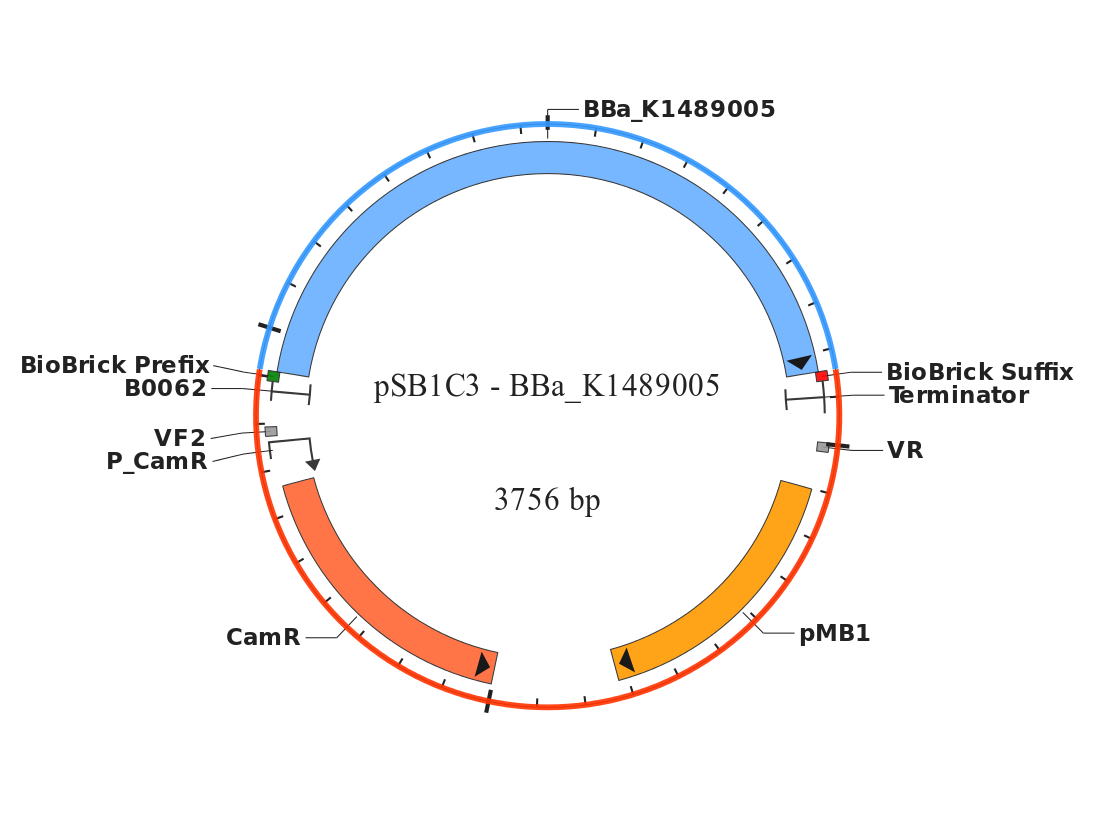 BBa_K1489005
BioBrick Prefix
B0062
pSB1C3 - BBa_K1489005
BioBrick Suffix
Terminator
VF2
P_CamR
VR
3756 bp
CamR
pMB1